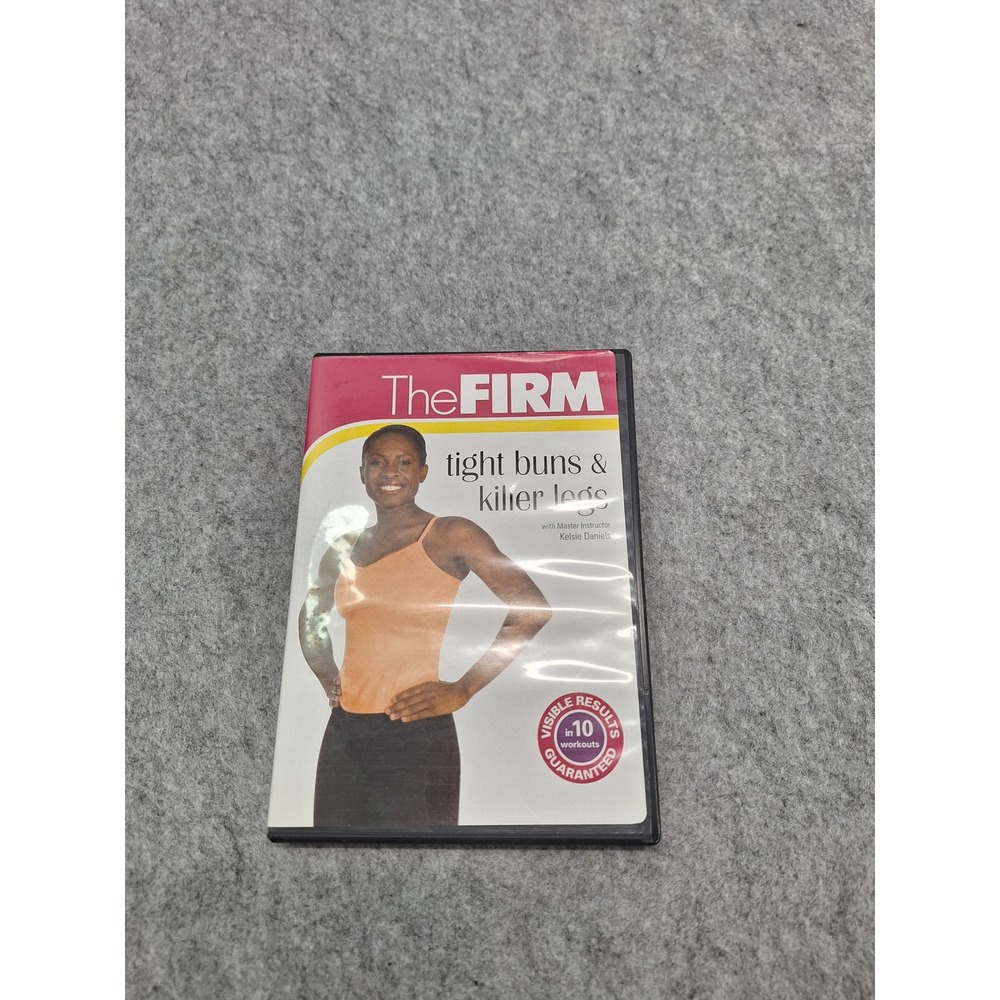 TheFIRM
tight buns &
killer legs
with Master Instructor
Kelsie Daniels
VISIBLE RESULTS
in 10
workouts
GUARANTEED